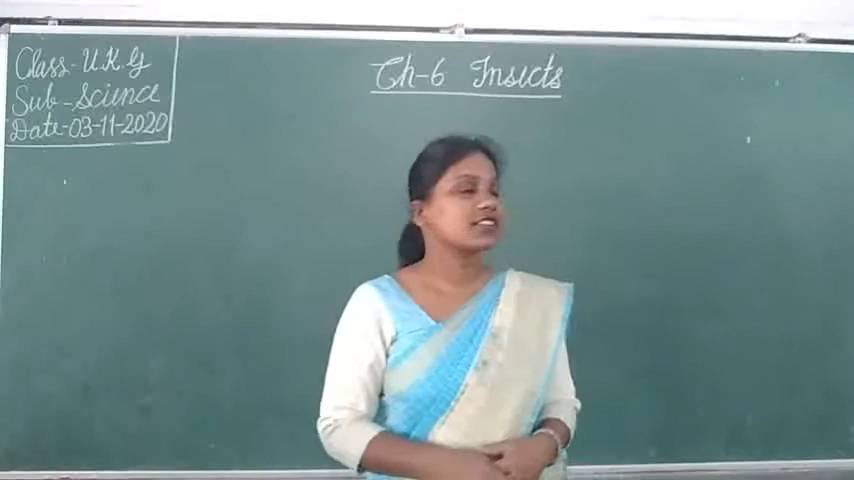 Class-U.K.G
Sub-Science
Date-03-11-2020
Ch-6 Insects